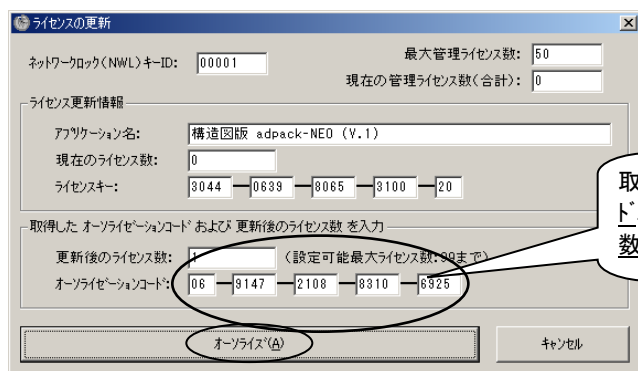 ライセンスの更新
ネットワークロック(NWL)キーID: 00001
最大管理ライセンス数: 50
現在の管理ライセンス数(合計): 0
ライセンス更新情報
アプリケーション名: 構造図版 adpack-NEO (V.1)
現在のライセンス数: 0
ライセンスキー: 3044 0639 8065 3100 20
取得した オーソライゼーションコード および 更新後のライセンス数 を入力
更新後のライセンス数: 1 (設定可能最大ライセンス数:99まで)
オーソライゼーションコード: 06 9147 2108 8310 6925
オーソライズ(A)
キャンセル
取
ド
数